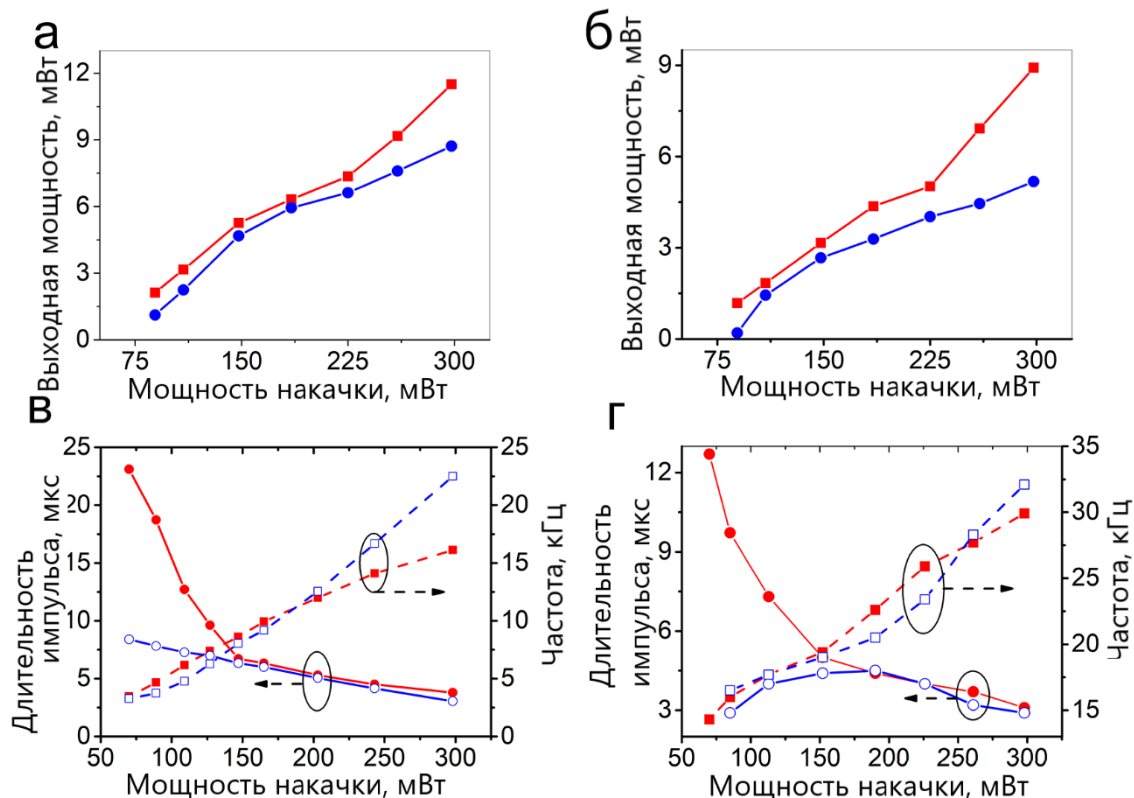 а
Выходная мощность, мВт
12
9
6
3
0
75 150 225 300
Мощность накачки, мВт
б
Выходная мощность, мВт
9
6
3
0
75 150 225 300
Мощность накачки, мВт
в
Длительность
импульса, мкс
25
20
15
10
5
0
50 100 150 200 250 300
Мощность накачки, мВт
25
20
15
10
5
0
Частота, кГц
г
Длительность
импульса, мкс
12
9
6
3
50 100 150 200 250 300
Мощность накачки, мВт
35
30
25
20
15
Частота, кГц